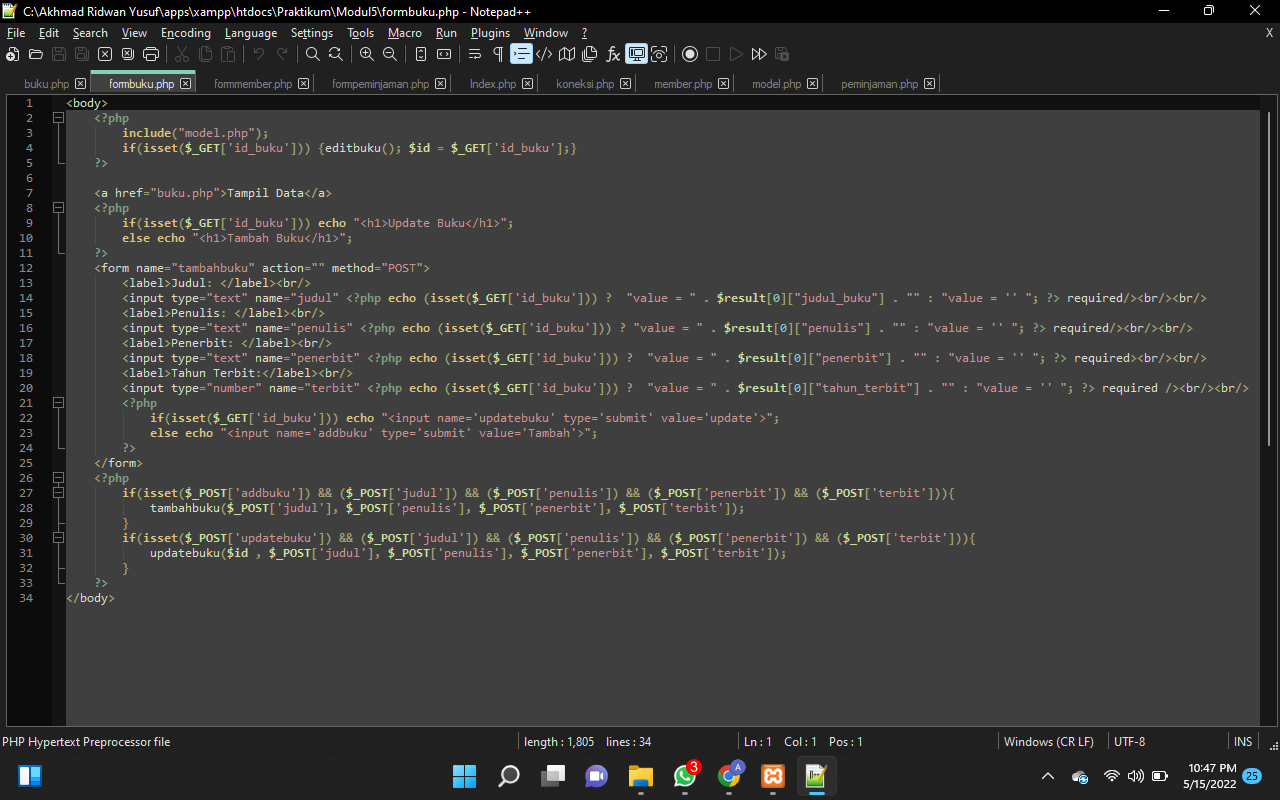 C:\Akhmad Ridwan Yusuf\apps\xampp\htdocs\Praktikum\Modul5\formbuku.php - Notepad++
File Edit Search View Encoding Language Settings Tools Macro Run Plugins Window ? X
buku.php formbuku.php formmember.php formpeminjaman.php Index.php koneksi.php member.php model.php peminjaman.php
1 <body>
2 <?php
3 include("model.php");
4 if(isset($_GET['id_buku'])) {editbuku(); $id = $_GET['id_buku'];}
5 ?>
6
7 <a href="buku.php">Tampil Data</a>
8 <?php
9 if(isset($_GET['id_buku'])) echo "<h1>Update Buku</h1>";
10 else echo "<h1>Tambah Buku</h1>";
11 ?>
12 <form name="tambahbuku" action="" method="POST">
13 <label>Judul: </label><br/>
14 <input type="text" name="judul" <?php echo (isset($_GET['id_buku'])) ?  "value = " . $result[0]["judul_buku"] . "" : "value = '' "; ?> required/><br/><br/>
15 <label>Penulis: </label><br/>
16 <input type="text" name="penulis" <?php echo (isset($_GET['id_buku'])) ? "value = " . $result[0]["penulis"] . "" : "value = '' "; ?> required/><br/><br/>
17 <label>Penerbit: </label><br/>
18 <input type="text" name="penerbit" <?php echo (isset($_GET['id_buku'])) ?  "value = " . $result[0]["penerbit"] . "" : "value = '' "; ?> required><br/><br/>
19 <label>Tahun Terbit:</label><br/>
20 <input type="number" name="terbit" <?php echo (isset($_GET['id_buku'])) ?  "value = " . $result[0]["tahun_terbit"] . "" : "value = '' "; ?> required /><br/><br/>
21 <?php
22 if(isset($_GET['id_buku'])) echo "<input name='updatebuku' type='submit' value='update'>";
23 else echo "<input name='addbuku' type='submit' value='Tambah'>";
24 ?>
25 </form>
26 <?php
27 if(isset($_POST['addbuku']) && ($_POST['judul']) && ($_POST['penulis']) && ($_POST['penerbit']) && ($_POST['terbit'])){
28 tambahbuku($_POST['judul'], $_POST['penulis'], $_POST['penerbit'], $_POST['terbit']);
29 }
30 if(isset($_POST['updatebuku']) && ($_POST['judul']) && ($_POST['penulis']) && ($_POST['penerbit']) && ($_POST['terbit'])){
31 updatebuku($id , $_POST['judul'], $_POST['penulis'], $_POST['penerbit'], $_POST['terbit']);
32 }
33 ?>
34 </body>
PHP Hypertext Preprocessor file length : 1,805 lines : 34 Ln : 1 Col : 1 Pos : 1 Windows (CR LF) UTF-8 INS
3 A 10:47 PM 25
5/15/2022